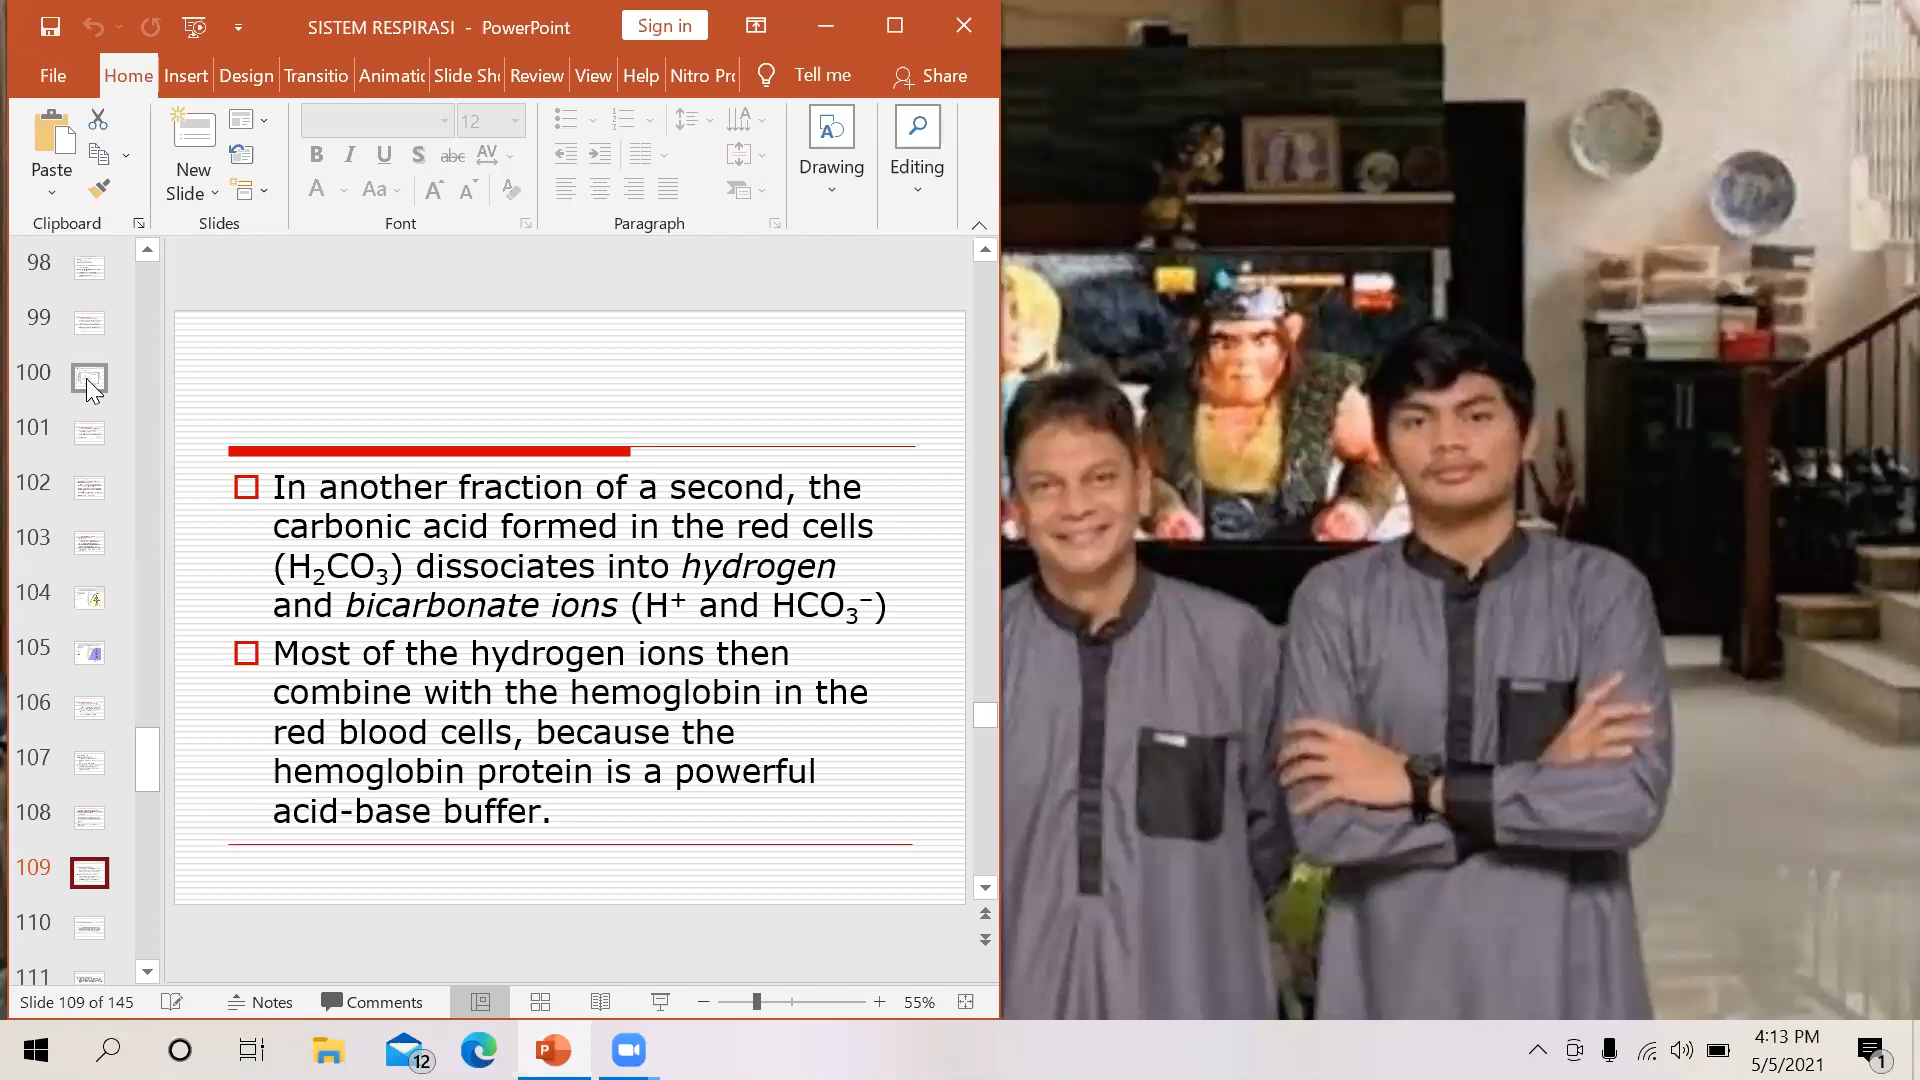 SISTEM RESPIRASI - PowerPoint
Sign in
File
Home
Insert
Design
Transitio
Animatic
Slide Sh
Review
View
Help
Nitro Pr
Tell me
Share
Paste
New
Slide
12
B I U S abc AV
A Aa A A
Drawing
Editing
Clipboard
Slides
Font
Paragraph
98
99
100
101
102
103
104
105
106
107
108
109
110
111
In another fraction of a second, the
carbonic acid formed in the red cells
(H₂CO₃) dissociates into hydrogen
and bicarbonate ions (H⁺ and HCO₃⁻)
Most of the hydrogen ions then
combine with the hemoglobin in the
red blood cells, because the
hemoglobin protein is a powerful
acid-base buffer.
Slide 109 of 145
Notes
Comments
55%
12
4:13 PM
5/5/2021
1